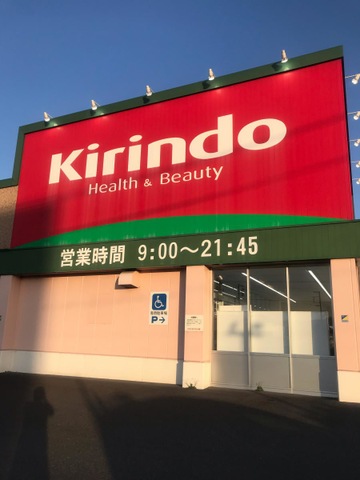 Kirindo
Health & Beauty
営業時間 9:00〜21:45
P→